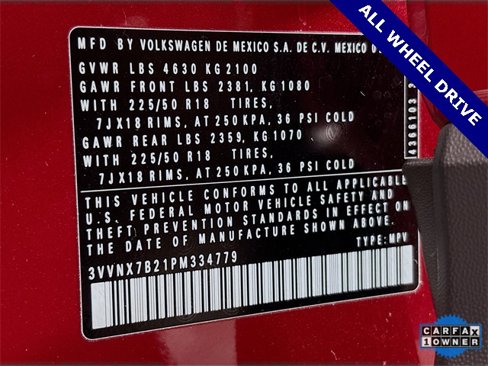 ALL WHEEL DRIVE
MFD BY VOLKSWAGEN DE MEXICO S.A. DE C.V. MEXICO
GVWR LBS 4630 KG 2100
GAWR FRONT LBS 2381, KG 1080
WITH 225/50 R18 TIRES,
7JX18 RIMS, AT 250 KPA, 36 PSI COLD
GAWR REAR LBS 2359, KG 1070
WITH 225/50 R18 TIRES,
7JX18 RIMS, AT 250 KPA, 36 PSI COLD
4366103
THIS VEHICLE CONFORMS TO ALL APPLICABLE
U.S. FEDERAL MOTOR VEHICLE SAFETY AND
THEFT PREVENTION STANDARDS IN EFFECT ON
THE DATE OF MANUFACTURE SHOWN ABOVE.
3VVNX7B21PM334779 TYPE: MPV
CARFAX
1 OWNER